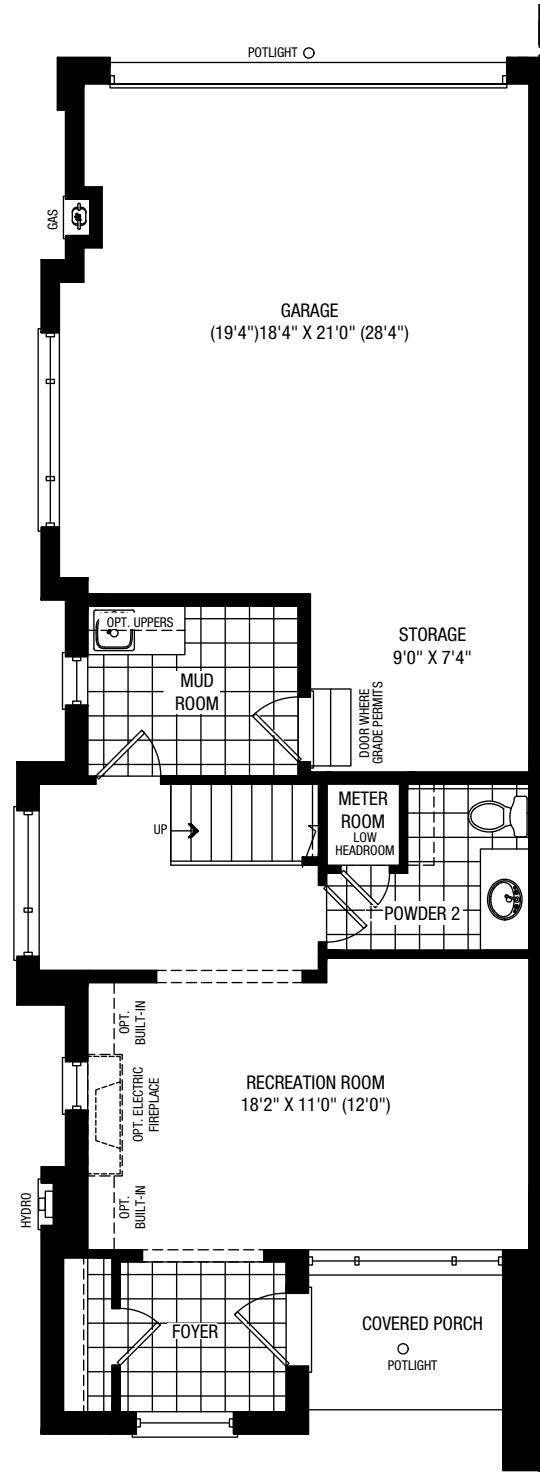 POTLIGHT
GAS
GARAGE
(19'4")18'4" X 21'0" (28'4")
OPT. UPPERS
STORAGE
9'0" X 7'4"
MUD
ROOM
DOOR WHERE
GRADE PERMITS
METER
ROOM
LOW
HEADROOM
UP
POWDER 2
OPT.
BUILT-IN
RECREATION ROOM
18'2" X 11'0" (12'0")
OPT. ELECTRIC
FIREPLACE
OPT.
BUILT-IN
HYDRO
FOYER
COVERED PORCH
POTLIGHT